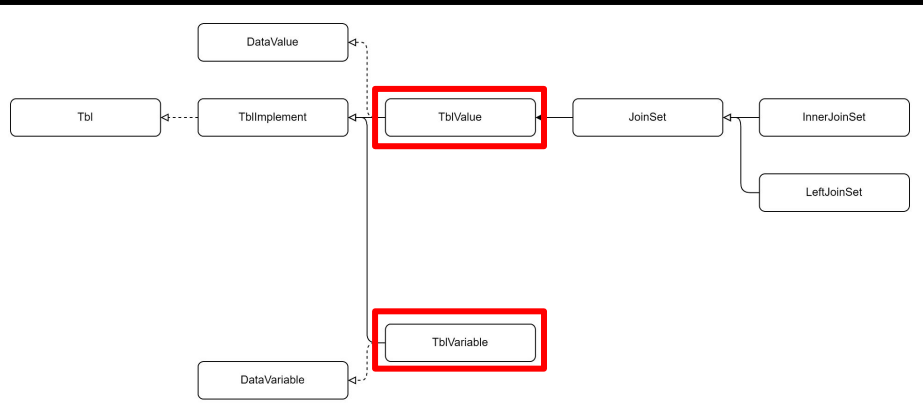 DataValue
Tbl
TblImplement
TblValue
JoinSet
InnerJoinSet
LeftJoinSet
TblVariable
DataVariable